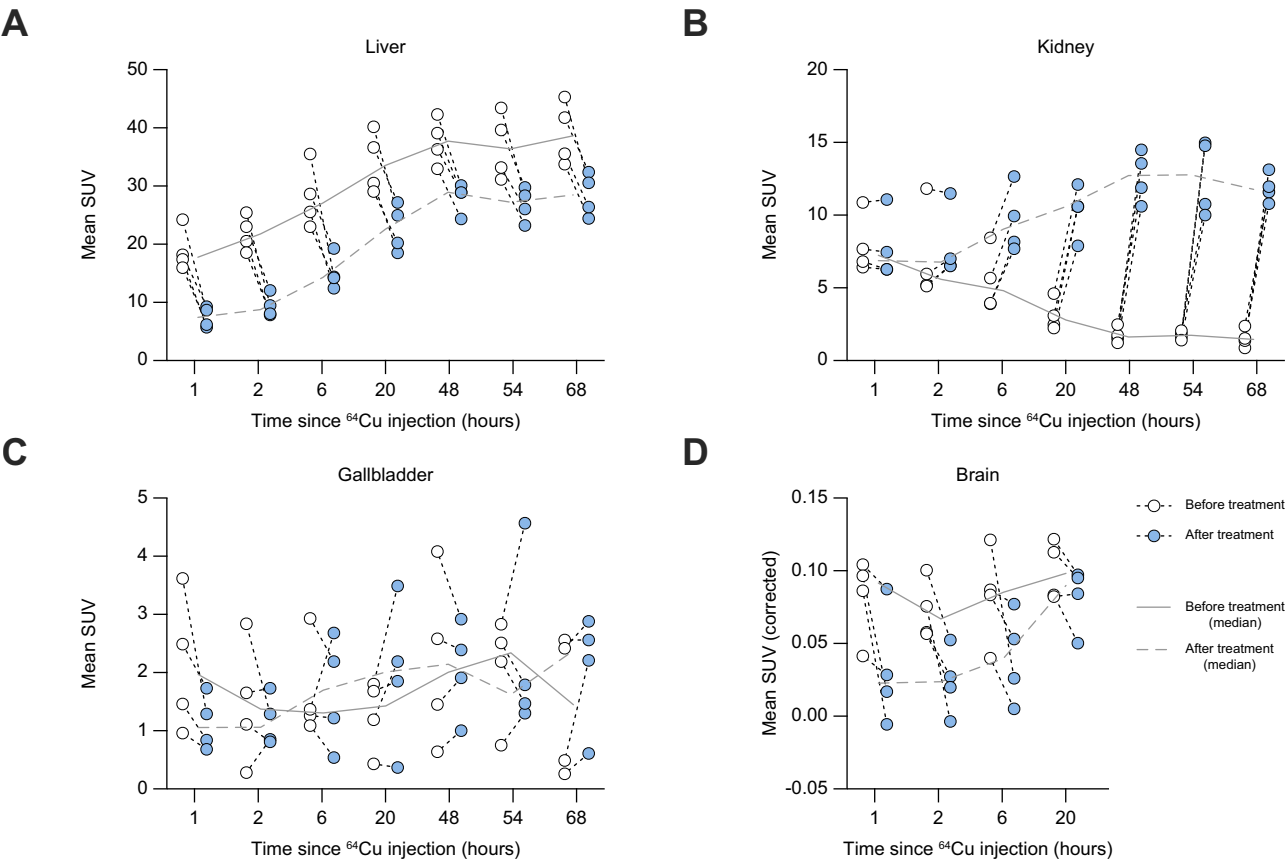 A
Liver
Mean SUV
50
40
30
20
10
0
1 2 6 20 48 54 68
Time since ⁶⁴Cu injection (hours)
B
Kidney
Mean SUV
20
15
10
5
0
1 2 6 20 48 54 68
Time since ⁶⁴Cu injection (hours)
C
Gallbladder
Mean SUV
5
4
3
2
1
0
1 2 6 20 48 54 68
Time since ⁶⁴Cu injection (hours)
D
Brain
Mean SUV (corrected)
0.15
0.10
0.05
0.00
-0.05
1 2 6 20
Time since ⁶⁴Cu injection (hours)
Before treatment
After treatment
Before treatment
(median)
After treatment
(median)